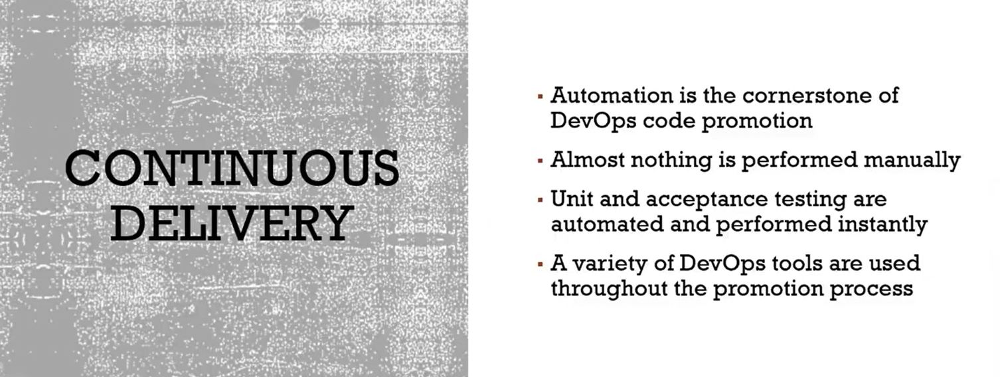 CONTINUOUS
DELIVERY
▪ Automation is the cornerstone of
DevOps code promotion
▪ Almost nothing is performed manually
▪ Unit and acceptance testing are
automated and performed instantly
▪ A variety of DevOps tools are used
throughout the promotion process